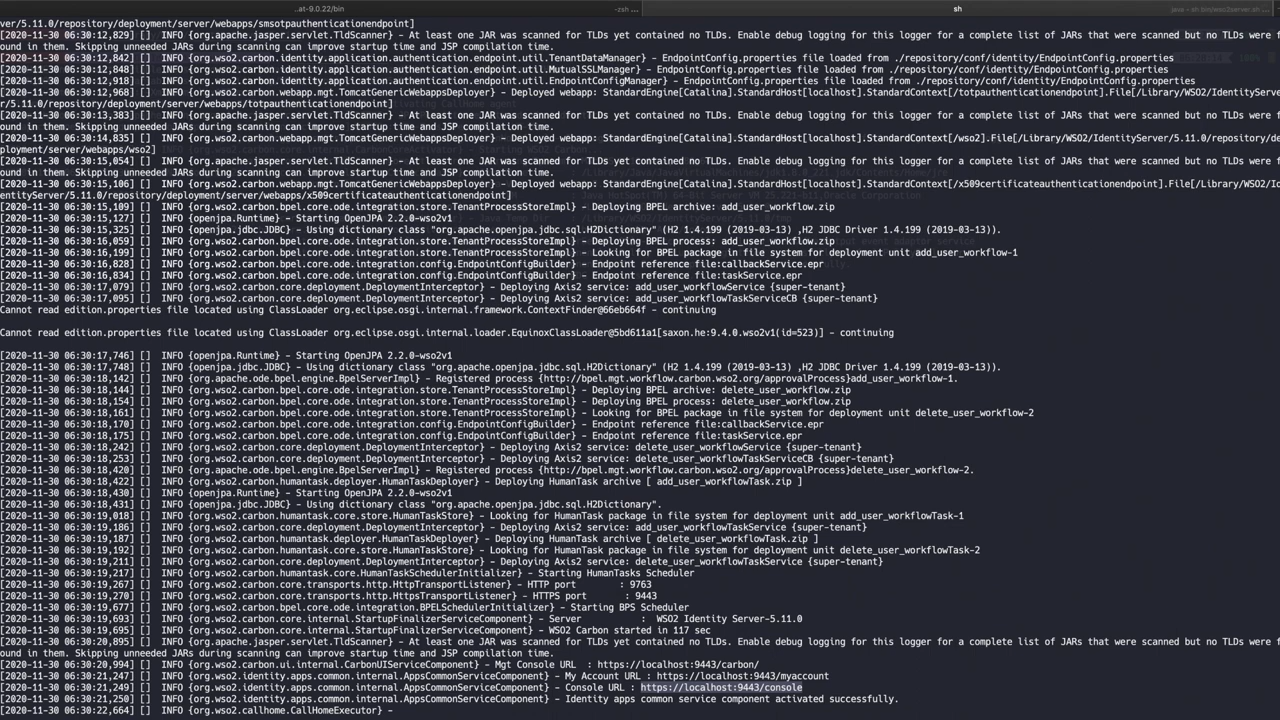 ..at-9.0.22/bin
-zsh ...
sh
java ◂ sh bin/wso2server.sh ...
ver/5.11.0/repository/deployment/server/webapps/smsotpauthenticationendpoint]
[2020-11-30 06:30:12,829] []  INFO {org.apache.jasper.servlet.TldScanner} - At least one JAR was scanned for TLDs yet contained no TLDs. Enable debug logging for this logger for a complete list of JARs that were scanned but no TLDs were f
ound in them. Skipping unneeded JARs during scanning can improve startup time and JSP compilation time.
[2020-11-30 06:30:12,842] []  INFO {org.wso2.carbon.identity.application.authentication.endpoint.util.TenantDataManager} - EndpointConfig.properties file loaded from ./repository/conf/identity/EndpointConfig.properties
[2020-11-30 06:30:12,848] []  INFO {org.wso2.carbon.identity.application.authentication.endpoint.util.MutualSSLManager} - EndpointConfig.properties file loaded from ./repository/conf/identity/EndpointConfig.properties
[2020-11-30 06:30:12,918] []  INFO {org.wso2.carbon.identity.application.authentication.endpoint.util.EndpointConfigManager} - EndpointConfig.properties file loaded from ./repository/conf/identity/EndpointConfig.properties
[2020-11-30 06:30:12,968] []  INFO {org.wso2.carbon.webapp.mgt.TomcatGenericWebappsDeployer} - Deployed webapp: StandardEngine[Catalina].StandardHost[localhost].StandardContext[/totpauthenticationendpoint].File[/Library/WSO2/IdentityServe
r/5.11.0/repository/deployment/server/webapps/totpauthenticationendpoint]
[2020-11-30 06:30:13,383] []  INFO {org.apache.jasper.servlet.TldScanner} - At least one JAR was scanned for TLDs yet contained no TLDs. Enable debug logging for this logger for a complete list of JARs that were scanned but no TLDs were f
ound in them. Skipping unneeded JARs during scanning can improve startup time and JSP compilation time.
[2020-11-30 06:30:14,835] []  INFO {org.wso2.carbon.webapp.mgt.TomcatGenericWebappsDeployer} - Deployed webapp: StandardEngine[Catalina].StandardHost[localhost].StandardContext[/wso2].File[/Library/WSO2/IdentityServer/5.11.0/repository/de
ployment/server/webapps/wso2]
[2020-11-30 06:30:15,054] []  INFO {org.apache.jasper.servlet.TldScanner} - At least one JAR was scanned for TLDs yet contained no TLDs. Enable debug logging for this logger for a complete list of JARs that were scanned but no TLDs were f
ound in them. Skipping unneeded JARs during scanning can improve startup time and JSP compilation time.
[2020-11-30 06:30:15,106] []  INFO {org.wso2.carbon.webapp.mgt.TomcatGenericWebappsDeployer} - Deployed webapp: StandardEngine[Catalina].StandardHost[localhost].StandardContext[/x509certificateauthenticationendpoint].File[/Library/WSO2/Id
entityServer/5.11.0/repository/deployment/server/webapps/x509certificateauthenticationendpoint]
[2020-11-30 06:30:15,109] []  INFO {org.wso2.carbon.bpel.core.ode.integration.store.TenantProcessStoreImpl} - Deploying BPEL archive: add_user_workflow.zip
[2020-11-30 06:30:15,127] []  INFO {openjpa.Runtime} - Starting OpenJPA 2.2.0-wso2v1
[2020-11-30 06:30:15,325] []  INFO {openjpa.jdbc.JDBC} - Using dictionary class "org.apache.openjpa.jdbc.sql.H2Dictionary" (H2 1.4.199 (2019-03-13) ,H2 JDBC Driver 1.4.199 (2019-03-13)).
[2020-11-30 06:30:16,059] []  INFO {org.wso2.carbon.bpel.core.ode.integration.store.TenantProcessStoreImpl} - Deploying BPEL process: add_user_workflow.zip
[2020-11-30 06:30:16,199] []  INFO {org.wso2.carbon.bpel.core.ode.integration.store.TenantProcessStoreImpl} - Looking for BPEL package in file system for deployment unit add_user_workflow-1
[2020-11-30 06:30:16,828] []  INFO {org.wso2.carbon.bpel.core.ode.integration.config.EndpointConfigBuilder} - Endpoint reference file:callbackService.epr
[2020-11-30 06:30:16,834] []  INFO {org.wso2.carbon.bpel.core.ode.integration.config.EndpointConfigBuilder} - Endpoint reference file:taskService.epr
[2020-11-30 06:30:17,079] []  INFO {org.wso2.carbon.core.deployment.DeploymentInterceptor} - Deploying Axis2 service: add_user_workflowService {super-tenant}
[2020-11-30 06:30:17,095] []  INFO {org.wso2.carbon.core.deployment.DeploymentInterceptor} - Deploying Axis2 service: add_user_workflowTaskServiceCB {super-tenant}
Cannot read edition.properties file located using ClassLoader org.eclipse.osgi.internal.framework.ContextFinder@66eb664f - continuing
Cannot read edition.properties file located using ClassLoader org.eclipse.osgi.internal.loader.EquinoxClassLoader@5bd611a1[saxon.he:9.4.0.wso2v1(id=523)] - continuing
[2020-11-30 06:30:17,746] []  INFO {openjpa.Runtime} - Starting OpenJPA 2.2.0-wso2v1
[2020-11-30 06:30:17,748] []  INFO {openjpa.jdbc.JDBC} - Using dictionary class "org.apache.openjpa.jdbc.sql.H2Dictionary" (H2 1.4.199 (2019-03-13) ,H2 JDBC Driver 1.4.199 (2019-03-13)).
[2020-11-30 06:30:18,142] []  INFO {org.apache.ode.bpel.engine.BpelServerImpl} - Registered process {http://bpel.mgt.workflow.carbon.wso2.org/approvalProcess}add_user_workflow-1.
[2020-11-30 06:30:18,144] []  INFO {org.wso2.carbon.bpel.core.ode.integration.store.TenantProcessStoreImpl} - Deploying BPEL archive: delete_user_workflow.zip
[2020-11-30 06:30:18,154] []  INFO {org.wso2.carbon.bpel.core.ode.integration.store.TenantProcessStoreImpl} - Deploying BPEL process: delete_user_workflow.zip
[2020-11-30 06:30:18,161] []  INFO {org.wso2.carbon.bpel.core.ode.integration.store.TenantProcessStoreImpl} - Looking for BPEL package in file system for deployment unit delete_user_workflow-2
[2020-11-30 06:30:18,170] []  INFO {org.wso2.carbon.bpel.core.ode.integration.config.EndpointConfigBuilder} - Endpoint reference file:callbackService.epr
[2020-11-30 06:30:18,175] []  INFO {org.wso2.carbon.bpel.core.ode.integration.config.EndpointConfigBuilder} - Endpoint reference file:taskService.epr
[2020-11-30 06:30:18,242] []  INFO {org.wso2.carbon.core.deployment.DeploymentInterceptor} - Deploying Axis2 service: delete_user_workflowService {super-tenant}
[2020-11-30 06:30:18,253] []  INFO {org.wso2.carbon.core.deployment.DeploymentInterceptor} - Deploying Axis2 service: delete_user_workflowTaskServiceCB {super-tenant}
[2020-11-30 06:30:18,420] []  INFO {org.apache.ode.bpel.engine.BpelServerImpl} - Registered process {http://bpel.mgt.workflow.carbon.wso2.org/approvalProcess}delete_user_workflow-2.
[2020-11-30 06:30:18,422] []  INFO {org.wso2.carbon.humantask.deployer.HumanTaskDeployer} - Deploying HumanTask archive [ add_user_workflowTask.zip ]
[2020-11-30 06:30:18,430] []  INFO {openjpa.Runtime} - Starting OpenJPA 2.2.0-wso2v1
[2020-11-30 06:30:18,431] []  INFO {openjpa.jdbc.JDBC} - Using dictionary class "org.apache.openjpa.jdbc.sql.H2Dictionary".
[2020-11-30 06:30:19,018] []  INFO {org.wso2.carbon.humantask.core.store.HumanTaskStore} - Looking for HumanTask package in file system for deployment unit add_user_workflowTask-1
[2020-11-30 06:30:19,186] []  INFO {org.wso2.carbon.core.deployment.DeploymentInterceptor} - Deploying Axis2 service: add_user_workflowTaskService {super-tenant}
[2020-11-30 06:30:19,187] []  INFO {org.wso2.carbon.humantask.deployer.HumanTaskDeployer} - Deploying HumanTask archive [ delete_user_workflowTask.zip ]
[2020-11-30 06:30:19,192] []  INFO {org.wso2.carbon.humantask.core.store.HumanTaskStore} - Looking for HumanTask package in file system for deployment unit delete_user_workflowTask-2
[2020-11-30 06:30:19,211] []  INFO {org.wso2.carbon.core.deployment.DeploymentInterceptor} - Deploying Axis2 service: delete_user_workflowTaskService {super-tenant}
[2020-11-30 06:30:19,217] []  INFO {org.wso2.carbon.humantask.core.HumanTaskSchedulerInitializer} - Starting HumanTasks Scheduler
[2020-11-30 06:30:19,267] []  INFO {org.wso2.carbon.core.transports.http.HttpTransportListener} - HTTP port       : 9763
[2020-11-30 06:30:19,270] []  INFO {org.wso2.carbon.core.transports.http.HttpsTransportListener} - HTTPS port      : 9443
[2020-11-30 06:30:19,677] []  INFO {org.wso2.carbon.bpel.core.ode.integration.BPELSchedulerInitializer} - Starting BPS Scheduler
[2020-11-30 06:30:19,693] []  INFO {org.wso2.carbon.core.internal.StartupFinalizerServiceComponent} - Server           :  WSO2 Identity Server-5.11.0
[2020-11-30 06:30:19,695] []  INFO {org.wso2.carbon.core.internal.StartupFinalizerServiceComponent} - WSO2 Carbon started in 117 sec
[2020-11-30 06:30:20,895] []  INFO {org.apache.jasper.servlet.TldScanner} - At least one JAR was scanned for TLDs yet contained no TLDs. Enable debug logging for this logger for a complete list of JARs that were scanned but no TLDs were f
ound in them. Skipping unneeded JARs during scanning can improve startup time and JSP compilation time.
[2020-11-30 06:30:20,994] []  INFO {org.wso2.carbon.ui.internal.CarbonUIServiceComponent} - Mgt Console URL  : https://localhost:9443/carbon/
[2020-11-30 06:30:21,247] []  INFO {org.wso2.identity.apps.common.internal.AppsCommonServiceComponent} - My Account URL : https://localhost:9443/myaccount
[2020-11-30 06:30:21,249] []  INFO {org.wso2.identity.apps.common.internal.AppsCommonServiceComponent} - Console URL : https://localhost:9443/console
[2020-11-30 06:30:21,250] []  INFO {org.wso2.identity.apps.common.internal.AppsCommonServiceComponent} - Identity apps common service component activated successfully.
[2020-11-30 06:30:22,664] []  INFO {org.wso2.callhome.CallHomeExecutor} -